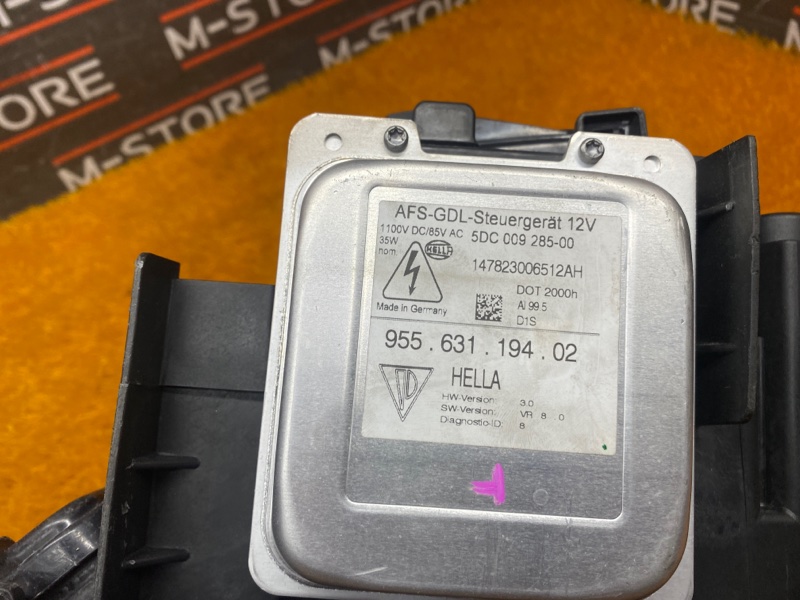 M-STORE
M-STORE
M-STORE
AFS-GDL-Steuergerät 12V
1100V DC/85V AC 5DC 009 285-00
35W
nom
HELLA
147823006512AH
DOT 2000h
Al 99.5
Made in Germany
D1S
955.631.194.02
HELLA
HW-Version: 3.0
SW-Version: VR 8 0
Diagnostic-ID: 8